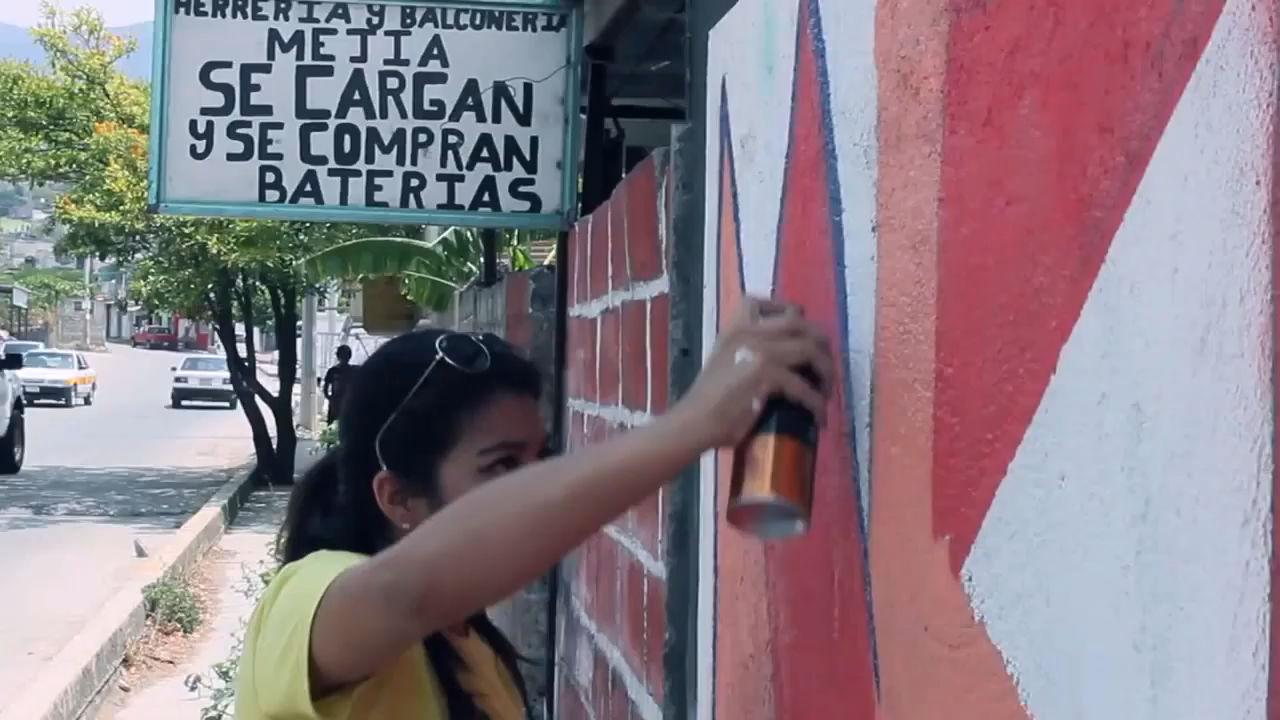 HERRERIA Y BALCONERIA
MEJIA
SE CARGAN
Y SE COMPRAN
BATERIAS